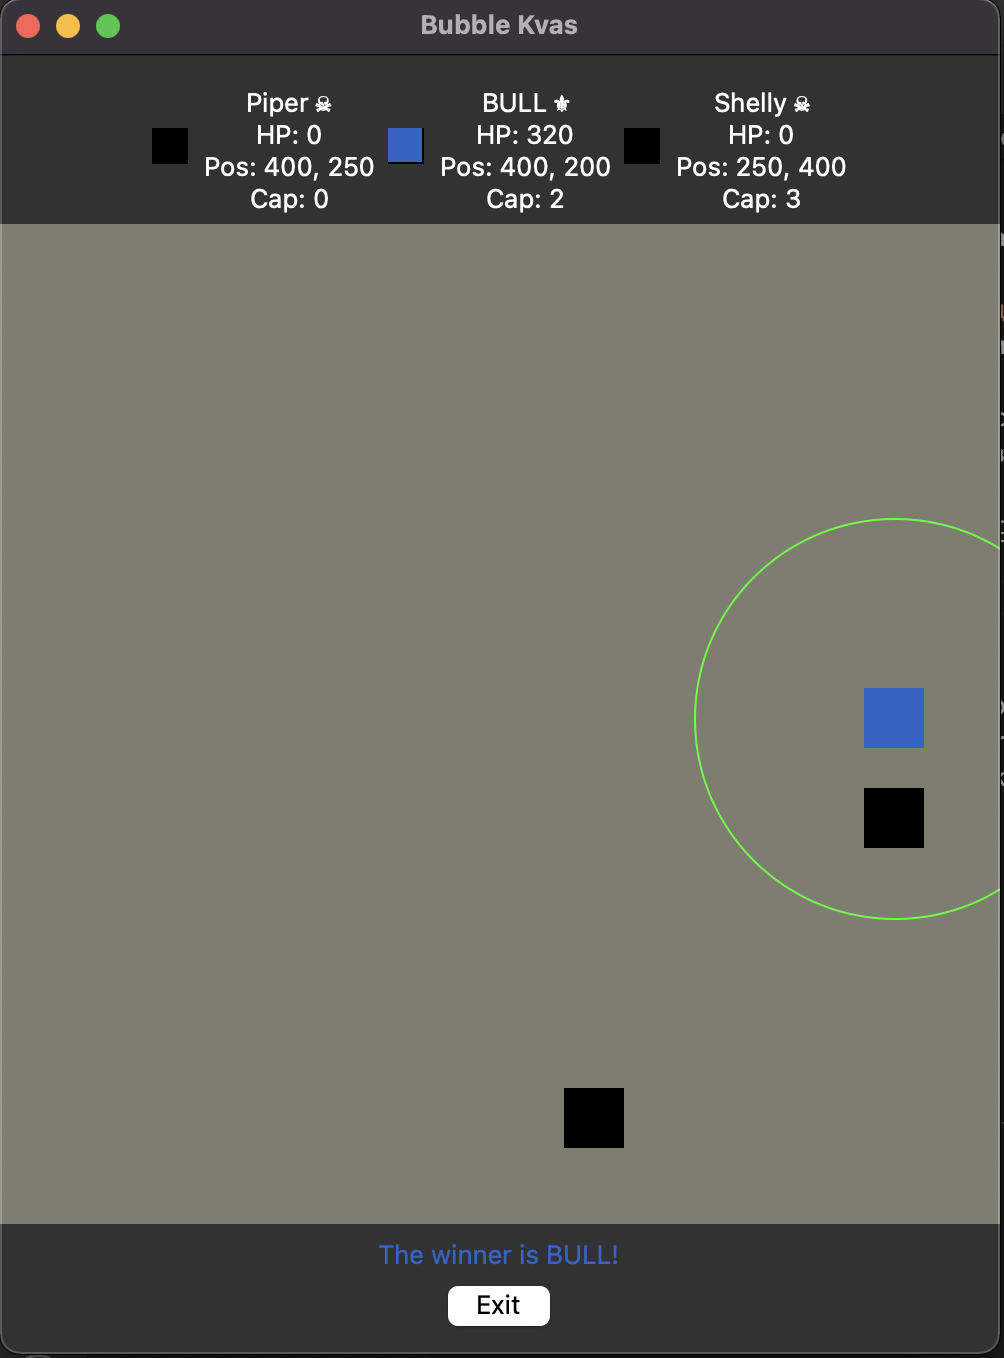 Bubble Kvas
Piper ☠
HP: 0
Pos: 400, 250
Cap: 0
BULL ⚜
HP: 320
Pos: 400, 200
Cap: 2
Shelly ☠
HP: 0
Pos: 250, 400
Cap: 3
The winner is BULL!
Exit